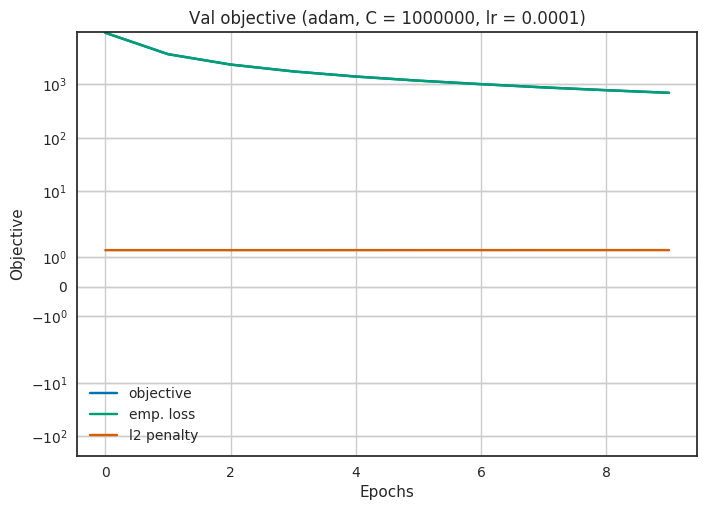 Val objective (adam, C = 1000000, lr = 0.0001)
Objective
10³
10²
10¹
10⁰
0
−10⁰
−10¹
−10²
objective
emp. loss
l2 penalty
0 2 4 6 8
Epochs